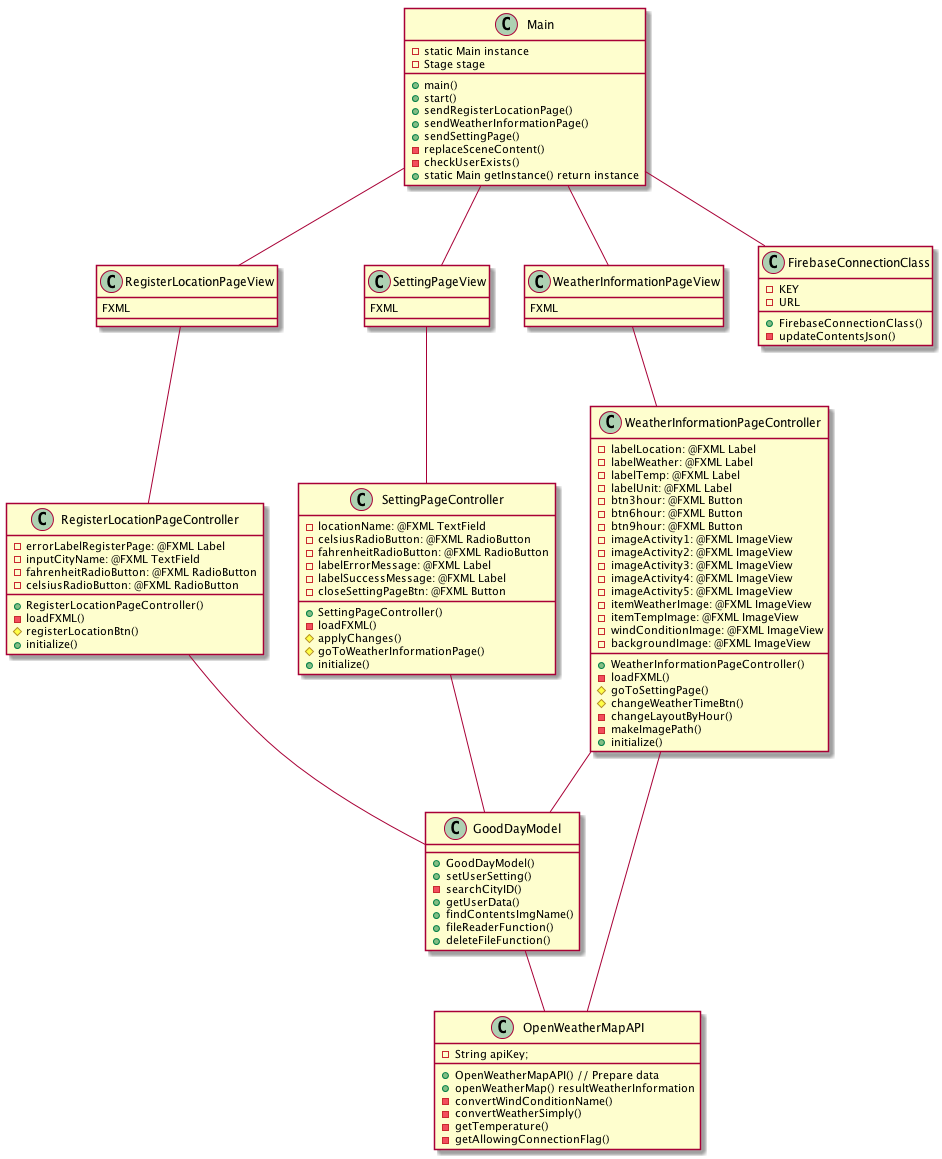 C Main
static Main instance
Stage stage
main()
start()
sendRegisterLocationPage()
sendWeatherInformationPage()
sendSettingPage()
replaceSceneContent()
checkUserExists()
static Main getInstance() return instance
C RegisterLocationPageView
FXML
C SettingPageView
FXML
C WeatherInformationPageView
FXML
C FirebaseConnectionClass
KEY
URL
FirebaseConnectionClass()
updateContentsJson()
C RegisterLocationPageController
errorLabelRegisterPage: @FXML Label
inputCityName: @FXML TextField
fahrenheitRadioButton: @FXML RadioButton
celsiusRadioButton: @FXML RadioButton
RegisterLocationPageController()
loadFXML()
registerLocationBtn()
initialize()
C SettingPageController
locationName: @FXML TextField
celsiusRadioButton: @FXML RadioButton
fahrenheitRadioButton: @FXML RadioButton
labelErrorMessage: @FXML Label
labelSuccessMessage: @FXML Label
closeSettingPageBtn: @FXML Button
SettingPageController()
loadFXML()
applyChanges()
goToWeatherInformationPage()
initialize()
C WeatherInformationPageController
labelLocation: @FXML Label
labelWeather: @FXML Label
labelTemp: @FXML Label
labelUnit: @FXML Label
btn3hour: @FXML Button
btn6hour: @FXML Button
btn9hour: @FXML Button
imageActivity1: @FXML ImageView
imageActivity2: @FXML ImageView
imageActivity3: @FXML ImageView
imageActivity4: @FXML ImageView
imageActivity5: @FXML ImageView
itemWeatherImage: @FXML ImageView
itemTempImage: @FXML ImageView
windConditionImage: @FXML ImageView
backgroundImage: @FXML ImageView
WeatherInformationPageController()
loadFXML()
goToSettingPage()
changeWeatherTimeBtn()
changeLayoutByHour()
makeImagePath()
initialize()
C GoodDayModel
GoodDayModel()
setUserSetting()
searchCityID()
getUserData()
findContentsImgName()
fileReaderFunction()
deleteFileFunction()
C OpenWeatherMapAPI
String apiKey;
OpenWeatherMapAPI() // Prepare data
openWeatherMap() resultWeatherInformation
convertWindConditionName()
convertWeatherSimply()
getTemperature()
getAllowingConnectionFlag()